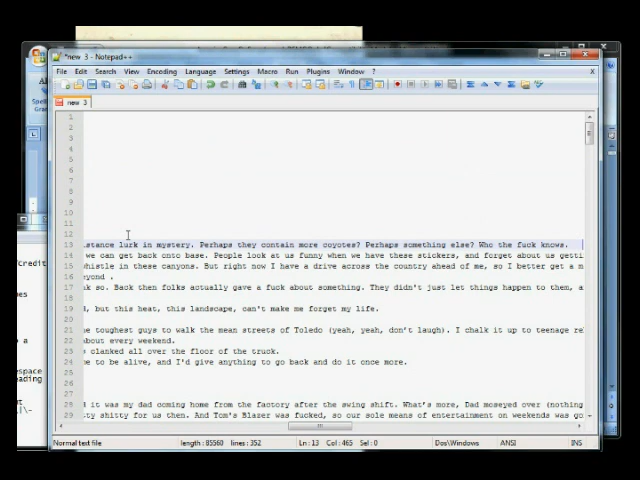 *new 3 - Notepad++
File Edit Search View Encoding Language Settings Macro Run Plugins Window ? X
new 3
1
2
3
4
5
6
7
8
9
10
11
12
13 istance lurk in mystery. Perhaps they contain more coyotes? Perhaps something else? Who the fuck knows.
14 we can get back onto base. People look at us funny when we have these stickers, and forget about us getti
15 whistle in these canyons. But right now I have a drive across the country ahead of me, so I better get a m
16 beyond .
17 nk so. Back then folks actually gave a fuck about something. They didn't just let things happen to them, a
18
19 d, but this heat, this landscape, can't make me forget my life.
20
21 ne toughest guys to walk the mean streets of Toledo (yeah, yeah, don't laugh). I chalk it up to teenage re
22 about every weekend.
23 s clanked all over the floor of the truck.
24 ce to be alive, and I'd give anything to go back and do it once more.
25
26
27
28 d it was my dad coming home from the factory after the swing shift. What's more, Dad moseyed over (nothing
29 ty shitty for us then. And Tom's Blazer was fucked, so our sole means of entertainment on weekends was go
Normal text file length : 85560 lines : 352 Ln : 13 Col : 465 Sel : 0 Dos\Windows ANSI INS
/Credit
mes
o a
espace
eading